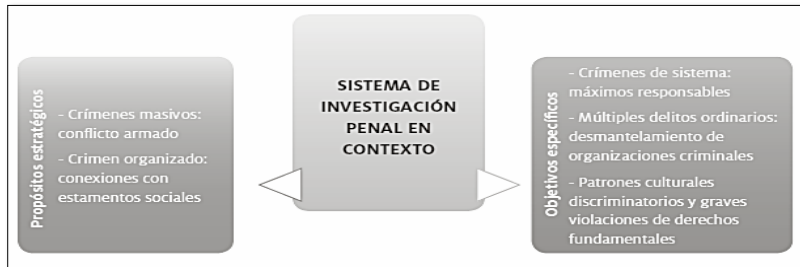 Propósitos estratégicos
- Crímenes masivos:
conflicto armado
- Crimen organizado:
conexiones con
estamentos sociales
SISTEMA DE
INVESTIGACIÓN
PENAL EN
CONTEXTO
Objetivos específicos
- Crímenes de sistema:
máximos responsables
- Múltiples delitos ordinarios:
desmantelamiento de
organizaciones criminales
- Patrones culturales
discriminatorios y graves
violaciones de derechos
fundamentales